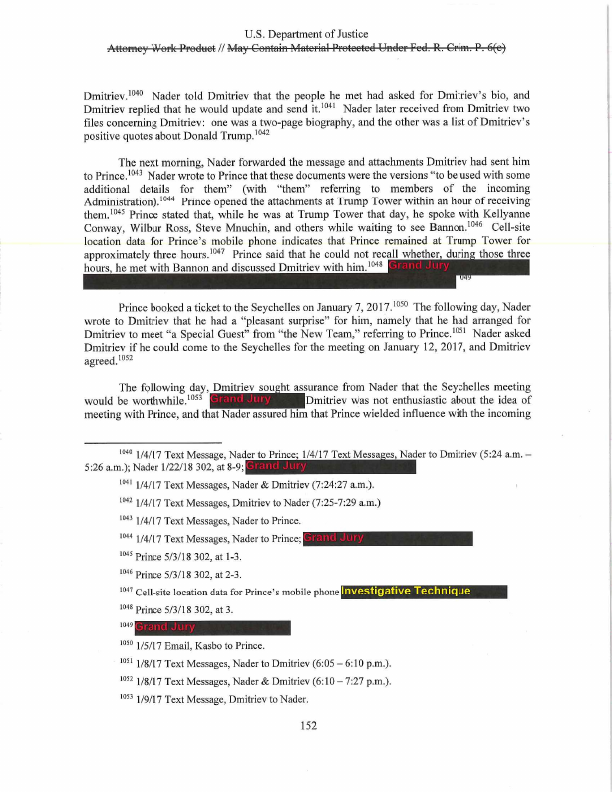 U.S. Department of Justice
Attorney Work Product // May Contain Material Protected Under Fed. R. Crim. P. 6(e)
Dmitriev.1040 Nader told Dmitriev that the people he met had asked for Dmitriev's bio, and
Dmitriev replied that he would update and send it.1041 Nader later received from Dmitriev two
files concerning Dmitriev: one was a two-page biography, and the other was a list of Dmitriev's
positive quotes about Donald Trump.1042
The next morning, Nader forwarded the message and attachments Dmitriev had sent him
to Prince.1043 Nader wrote to Prince that these documents were the versions "to be used with some
additional details for them" (with "them" referring to members of the incoming
Administration).1044 Prince opened the attachments at Trump Tower within an hour of receiving
them.1045 Prince stated that, while he was at Trump Tower that day, he spoke with Kellyanne
Conway, Wilbur Ross, Steve Mnuchin, and others while waiting to see Bannon.1046 Cell-site
location data for Prince's mobile phone indicates that Prince remained at Trump Tower for
approximately three hours.1047 Prince said that he could not recall whether, during those three
hours, he met with Bannon and discussed Dmitriev with him.1048 Grand Jury
049
Prince booked a ticket to the Seychelles on January 7, 2017.1050 The following day, Nader
wrote to Dmitriev that he had a "pleasant surprise" for him, namely that he had arranged for
Dmitriev to meet "a Special Guest" from "the New Team," referring to Prince.1051 Nader asked
Dmitriev if he could come to the Seychelles for the meeting on January 12, 2017, and Dmitriev
agreed.1052
The following day, Dmitriev sought assurance from Nader that the Seychelles meeting
would be worthwhile.1053 Grand Jury Dmitriev was not enthusiastic about the idea of
meeting with Prince, and that Nader assured him that Prince wielded influence with the incoming
1040 1/4/17 Text Message, Nader to Prince; 1/4/17 Text Messages, Nader to Dmitriev (5:24 a.m. –
5:26 a.m.); Nader 1/22/18 302, at 8-9; Grand Jury
1041 1/4/17 Text Messages, Nader & Dmitriev (7:24:27 a.m.).
1042 1/4/17 Text Messages, Dmitriev to Nader (7:25-7:29 a.m.)
1043 1/4/17 Text Messages, Nader to Prince.
1044 1/4/17 Text Messages, Nader to Prince; Grand Jury
1045 Prince 5/3/18 302, at 1-3.
1046 Prince 5/3/18 302, at 2-3.
1047 Cell-site location data for Prince's mobile phone Investigative Technique
1048 Prince 5/3/18 302, at 3.
1049 Grand Jury
1050 1/5/17 Email, Kasbo to Prince.
1051 1/8/17 Text Messages, Nader to Dmitriev (6:05 – 6:10 p.m.).
1052 1/8/17 Text Messages, Nader & Dmitriev (6:10 – 7:27 p.m.).
1053 1/9/17 Text Message, Dmitriev to Nader.
152